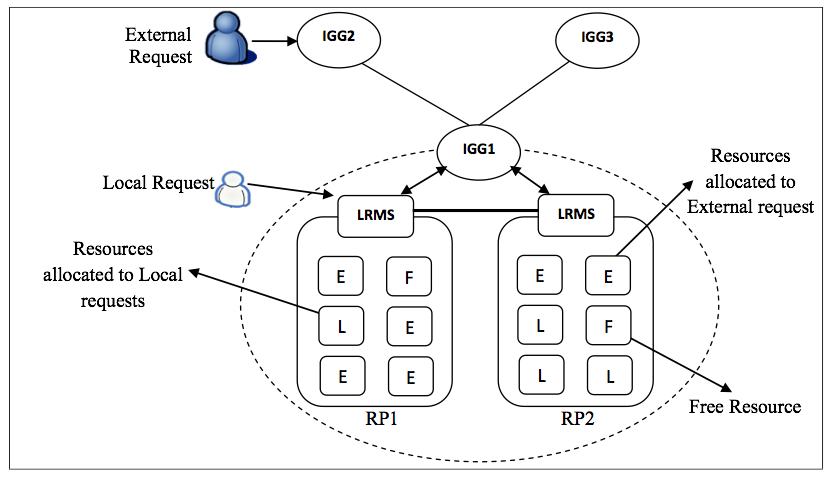 External
Request
IGG2
IGG3
IGG1
Local Request
Resources
allocated to
External request
LRMS
LRMS
Resources
allocated to Local
requests
E F
L E
E E
E E
L F
L L
RP1
RP2
Free Resource